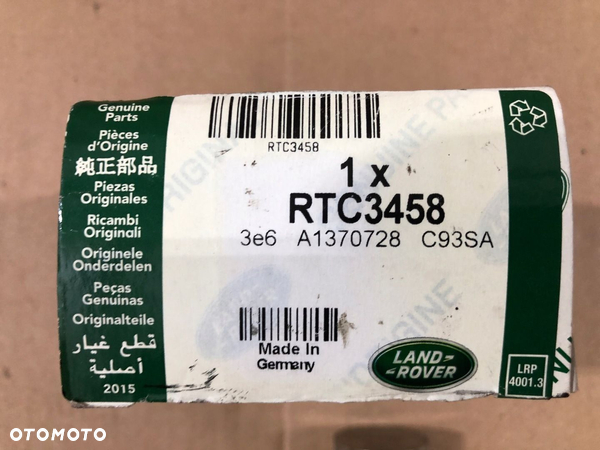 Genuine
Parts
Pièces
d'Origine
純正部品
Piezas
Originales
Ricambi
Originali
Originele
Onderdelen
Peças
Genuinas
Originalteile
قطع غيار
أصلية
2015
RTC3458
1 x
RTC3458
3e6 A1370728 C93SA
Made In
Germany
LAND-
ROVER
LRP
4001.3
OTOMOTO